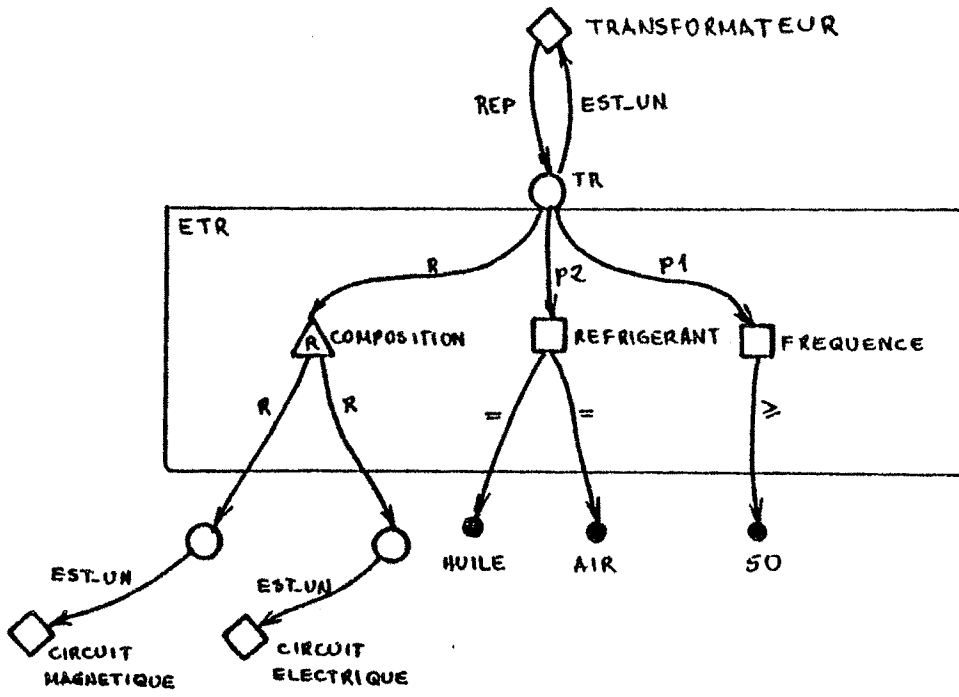 TRANSFORMATEUR
REP
EST_UN
TR
ETR
R
P2
P1
R
COMPOSITION
REFRIGERANT
FREQUENCE
R
R
=
=
≥
HUILE
AIR
50
EST_UN
EST_UN
CIRCUIT
MAGNETIQUE
CIRCUIT
ELECTRIQUE